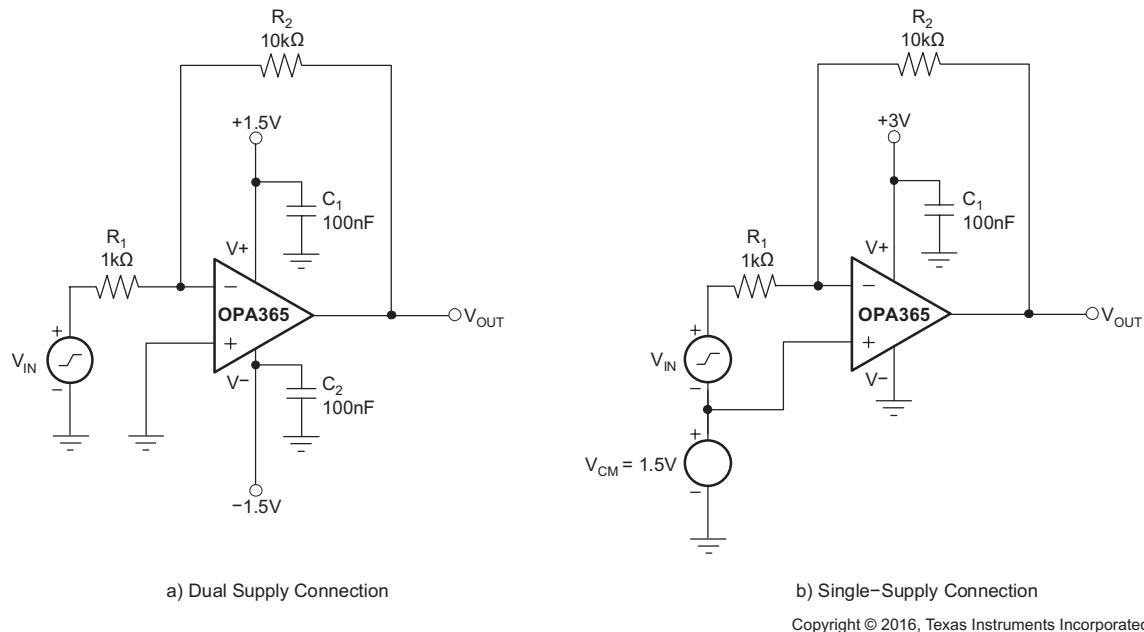 R2
10kΩ
+1.5V
C1
100nF
R1
1kΩ
V+
−
OPA365
+
VOUT
+
VIN
−
V−
C2
100nF
−1.5V
a) Dual Supply Connection
R2
10kΩ
+3V
C1
100nF
R1
1kΩ
V+
−
OPA365
+
VOUT
+
VIN
−
V−
+
VCM = 1.5V
−
b) Single−Supply Connection
Copyright © 2016, Texas Instruments Incorporated